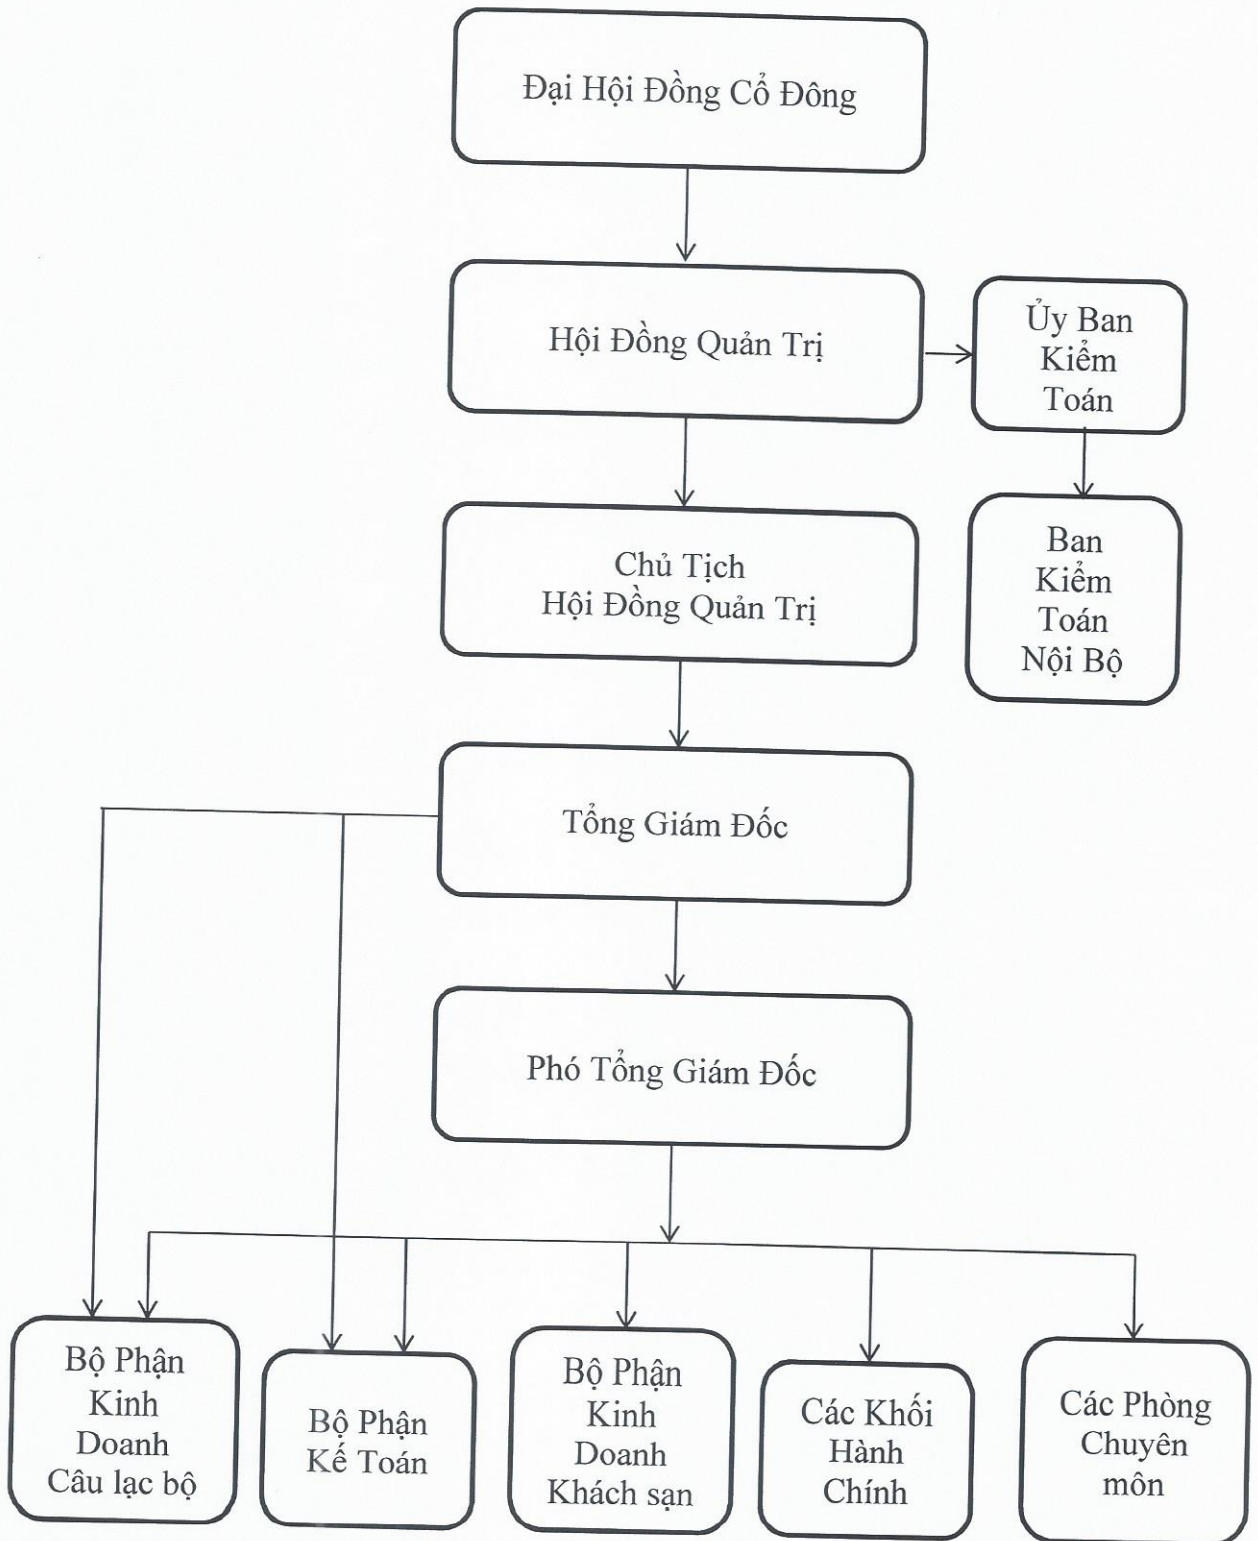 Đại Hội Đồng Cổ Đông
Hội Đồng Quản Trị
Ủy Ban
Kiểm
Toán
Chủ Tịch
Hội Đồng Quản Trị
Ban
Kiểm
Toán
Nội Bộ
Tổng Giám Đốc
Phó Tổng Giám Đốc
Bộ Phận
Kinh
Doanh
Câu lạc bộ
Bộ Phận
Kế Toán
Bộ Phận
Kinh
Doanh
Khách sạn
Các Khối
Hành
Chính
Các Phòng
Chuyên
môn